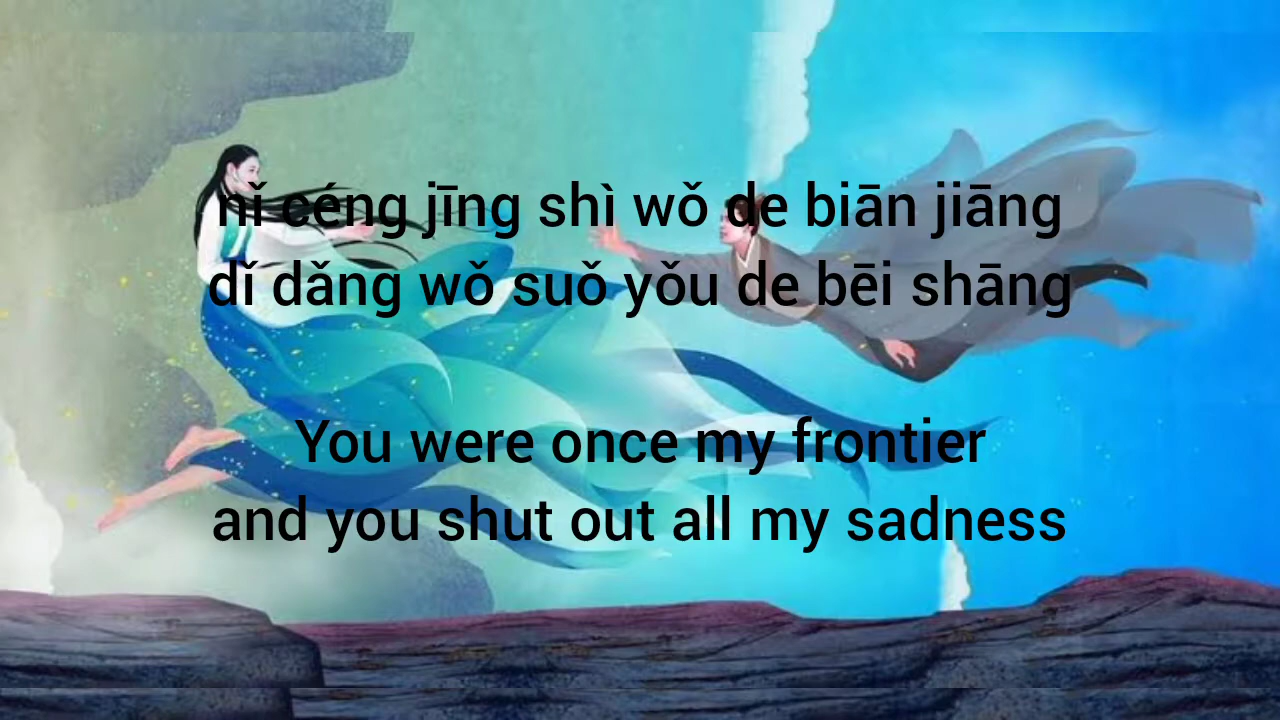 nǐ céng jīng shì wǒ de biān jiāng
dǐ dǎng wǒ suǒ yǒu de bēi shāng
You were once my frontier
and you shut out all my sadness